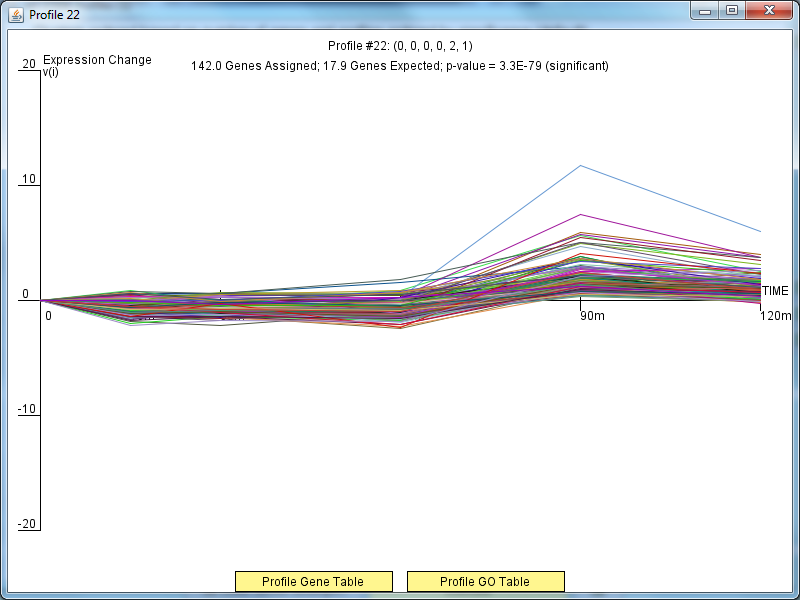 Profile 22
Profile #22: (0, 0, 0, 0, 2, 1)
142.0 Genes Assigned; 17.9 Genes Expected; p-value = 3.3E-79 (significant)
Expression Change
v(i)
20
10
0
-10
-20
TIME
0
90m
120m
Profile Gene Table
Profile GO Table